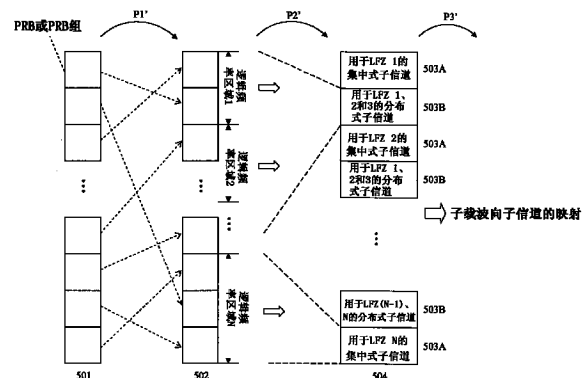 P1'
P2'
P3'
PRB或PRB组
逻辑频
率区域1
逻辑频
率区域2
逻辑频
率区域N
用于LFZ 1的
集中式子信道
503A
用于LFZ 1、
2和3的分布
式子信道
503B
用于LFZ 2的
集中式子信道
503A
用于LFZ 1、
2和3的分布
式子信道
503B
子载波向子信道的映射
用于LFZ(N-1)、
N的分布式子信道
503B
用于LFZ N的
集中式子信道
503A
501
502
504